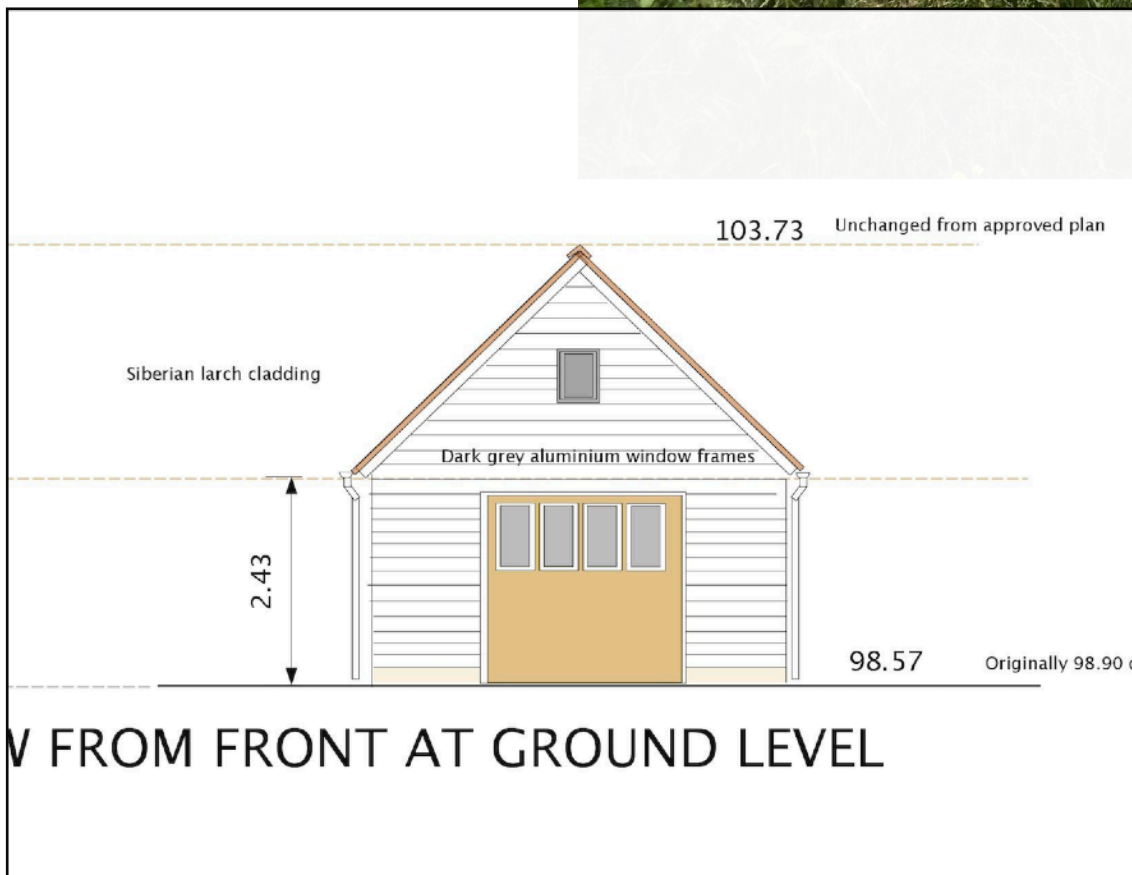 103.73 Unchanged from approved plan
Siberian larch cladding
Dark grey aluminium window frames
2.43
98.57 Originally 98.90
FROM FRONT AT GROUND LEVEL